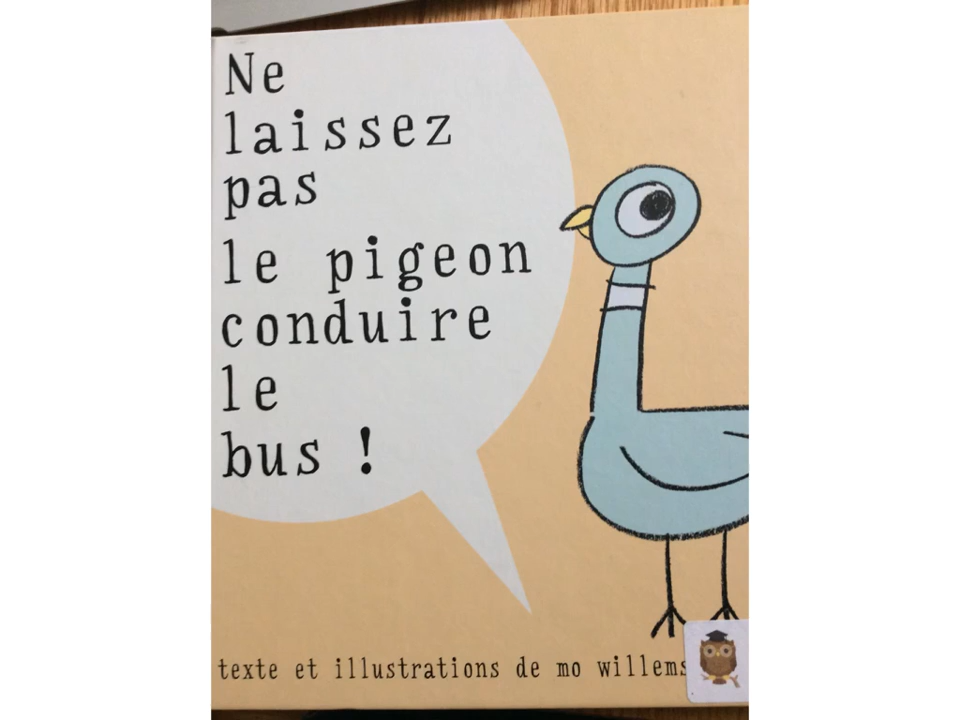 Ne
laissez
pas
le pigeon
conduire
le
bus !
texte et illustrations de mo willems